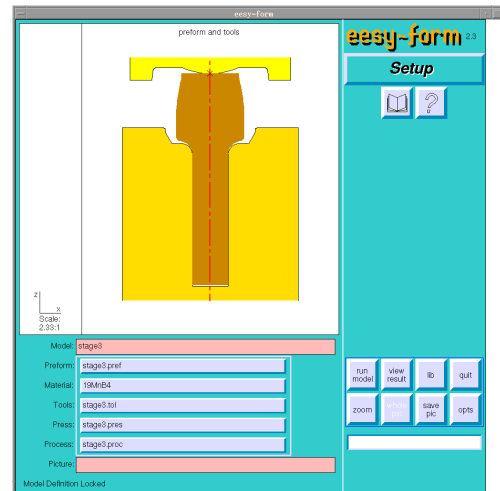 eesy-form
preform and tools
eesy-form 2.3
Setup
?
z
x
Scale:
2.33:1
Model: stage3
Preform: stage3.pref
Material: 19MnB4
Tools: stage3.tol
Press: stage3.pres
Process: stage3.proc
Picture:
run model
view result
lib
quit
zoom
save pic
opts
Model Definition Locked